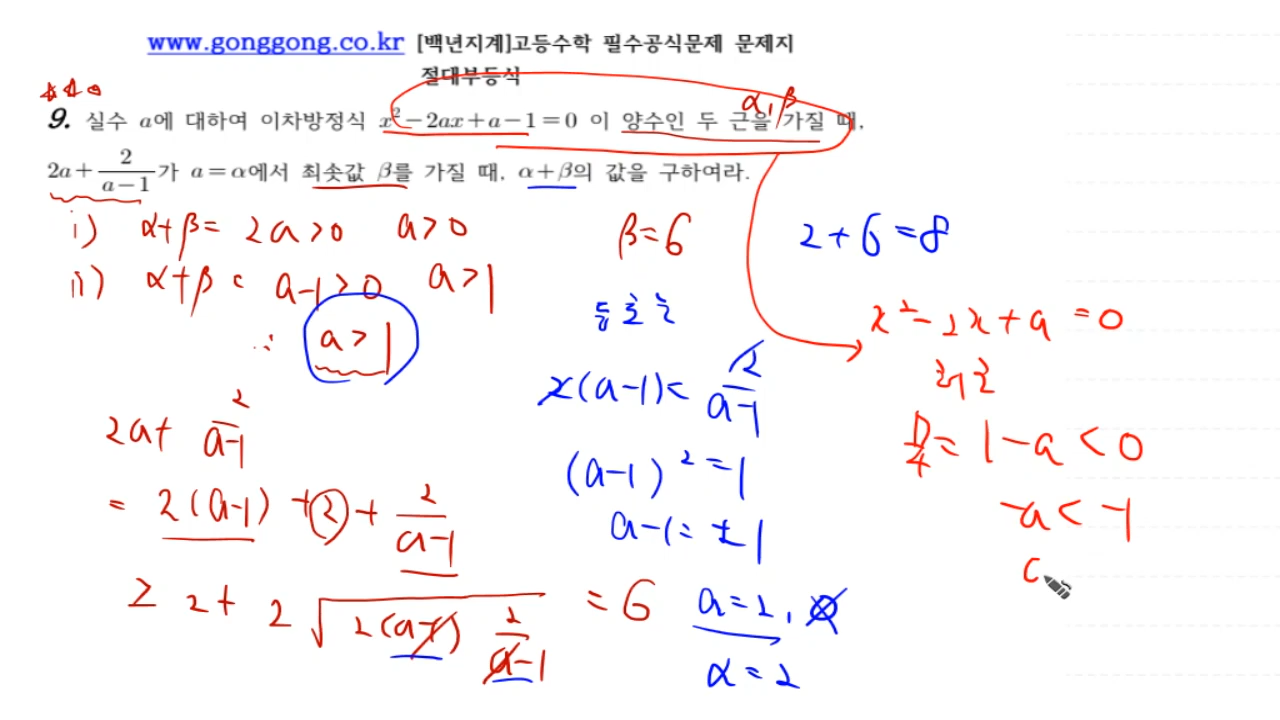 www.gonggong.co.kr [백년지계]고등수학 필수공식문제 문제지
절대부등식
α, β
9. 실수 a에 대하여 이차방정식 x²-2ax+a-1=0 이 양수인 두 근을 가질 때,
2a+2/(a-1)가 a=α에서 최솟값 β를 가질 때, α+β의 값을 구하여라.
i) α+β= 2a>0 a>0
ii) α+β = a-1>0 a>1
∴ a>1
2a+ 2/(a-1)
= 2(a-1) +2+ 2/(a-1)
≥ 2+ 2√(2(a-1) 2/(a-1)) = 6
β=6
등호는
2(a-1)= 2/(a-1)
(a-1)²=1
a-1=±1
a=2, 0
α=2
2+6=8
x²-2x+a=0
D/4= 1-a<0
-a<-1